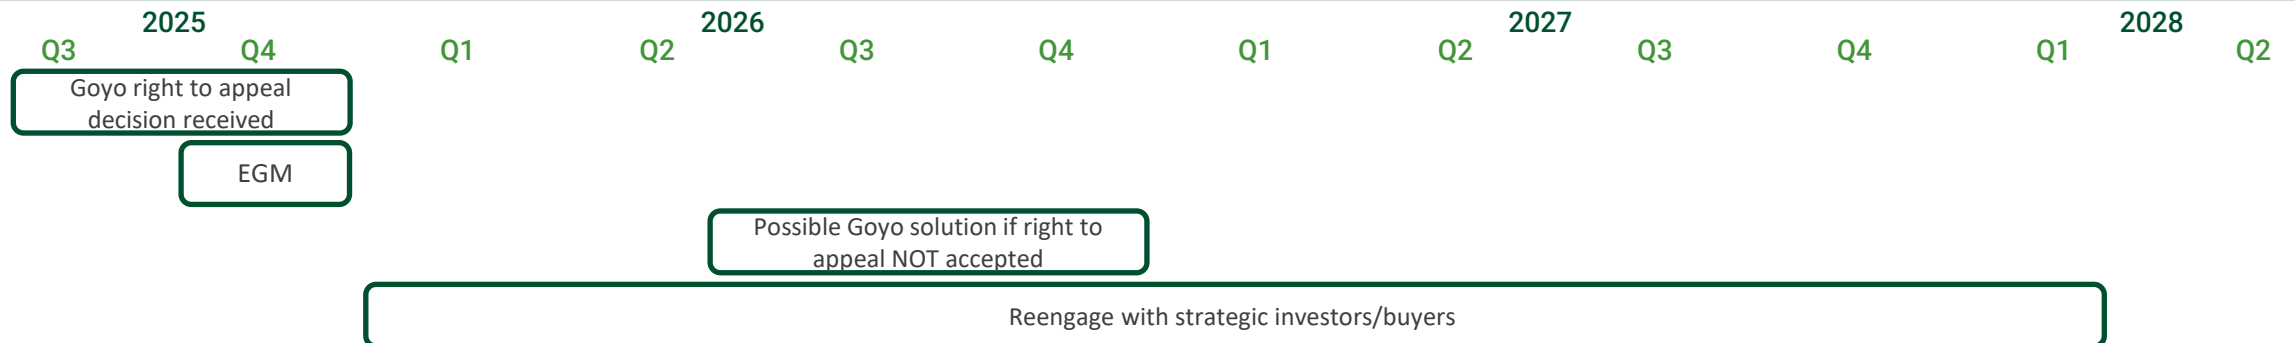 2025 2026 2027 2028
Q3 Q4 Q1 Q2 Q3 Q4 Q1 Q2 Q3 Q4 Q1 Q2
Goyo right to appeal
decision received
EGM
Possible Goyo solution if right to
appeal NOT accepted
Reengage with strategic investors/buyers